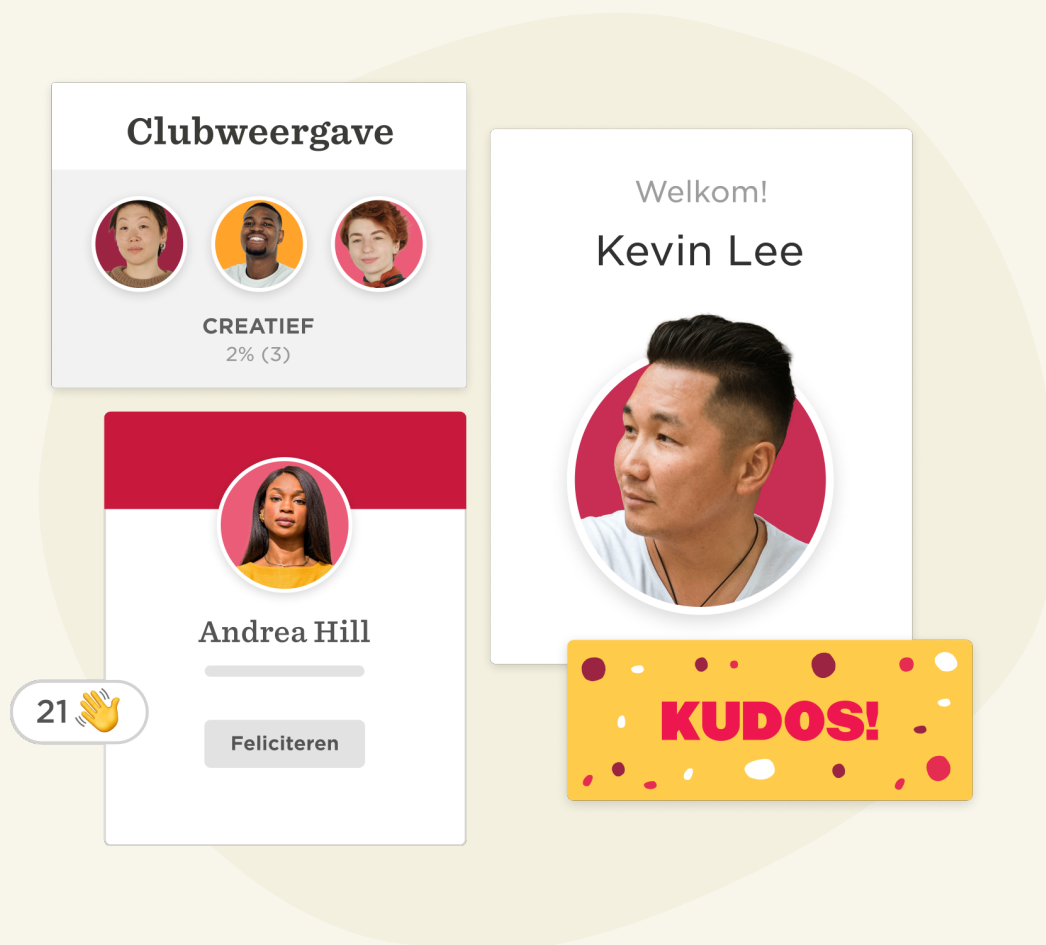 Clubweergave
CREATIEF
2% (3)
Welkom!
Kevin Lee
Andrea Hill
21 👋
Feliciteren
KUDOS!